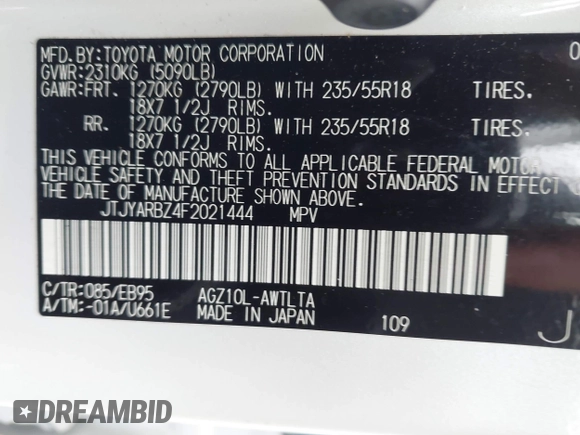 MFD.BY:TOYOTA MOTOR CORPORATION 0
GVWR:2310KG (5090LB)
GAWR:FRT. 1270KG (2790LB) WITH 235/55R18 TIRES.
18X7 1/2J RIMS.
RR. 1270KG (2790LB) WITH 235/55R18 TIRES.
18X7 1/2J RIMS.
THIS VEHICLE CONFORMS TO ALL APPLICABLE FEDERAL MOTOR
VEHICLE SAFETY AND THEFT PREVENTION STANDARDS IN EFFECT
THE DATE OF MANUFACTURE SHOWN ABOVE.
JTJYARBZ4F2021444 MPV
C/TR:085/EB95 AGZ10L-AWTLTA
A/TM:-01A/U661E MADE IN JAPAN 109 J
DREAMBID